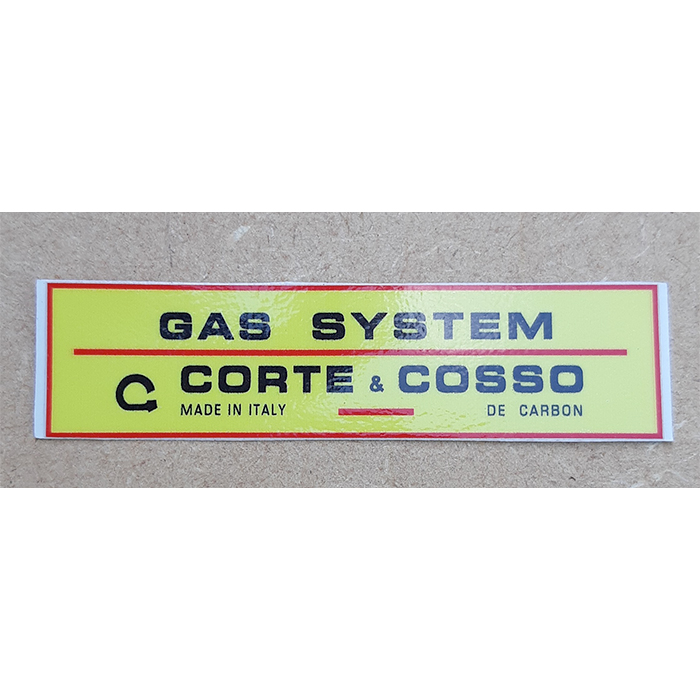 GAS SYSTEM
CORTE & COSSO
MADE IN ITALY DE CARBON